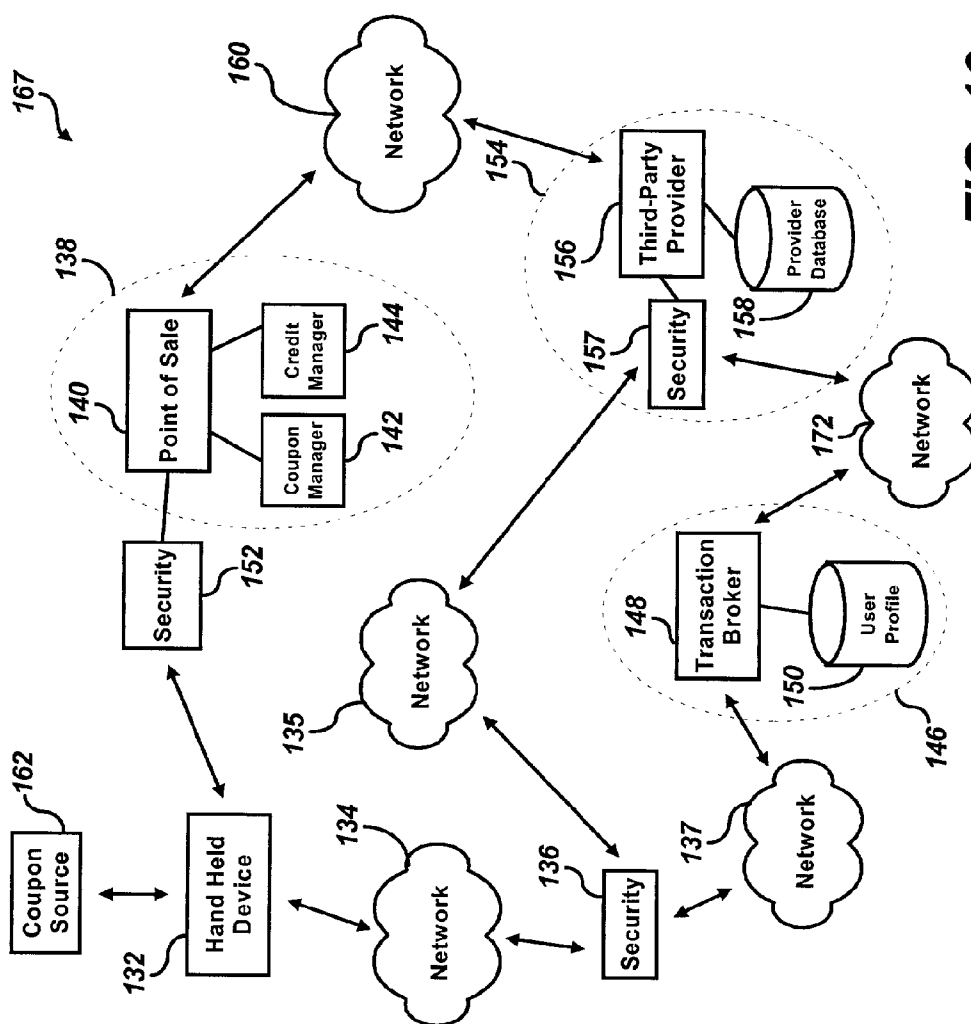 Coupon
Source
162
132
Hand Held
Device
134
Network
135
Network
136
Security
137
Network
Security
152
138
140
Point of Sale
Coupon
Manager
142
Credit
Manager
144
146
148
Transaction
Broker
150
User
Profile
154
156
Third-Party
Provider
157
Security
158
Provider
Database
160
Network
167
172
Network
FIG.